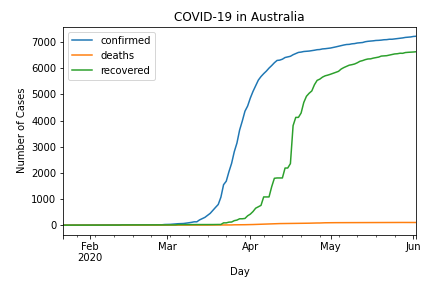 COVID-19 in Australia
confirmed
deaths
recovered
Number of Cases
7000
6000
5000
4000
3000
2000
1000
0
Feb
2020
Mar
Apr
May
Jun
Day